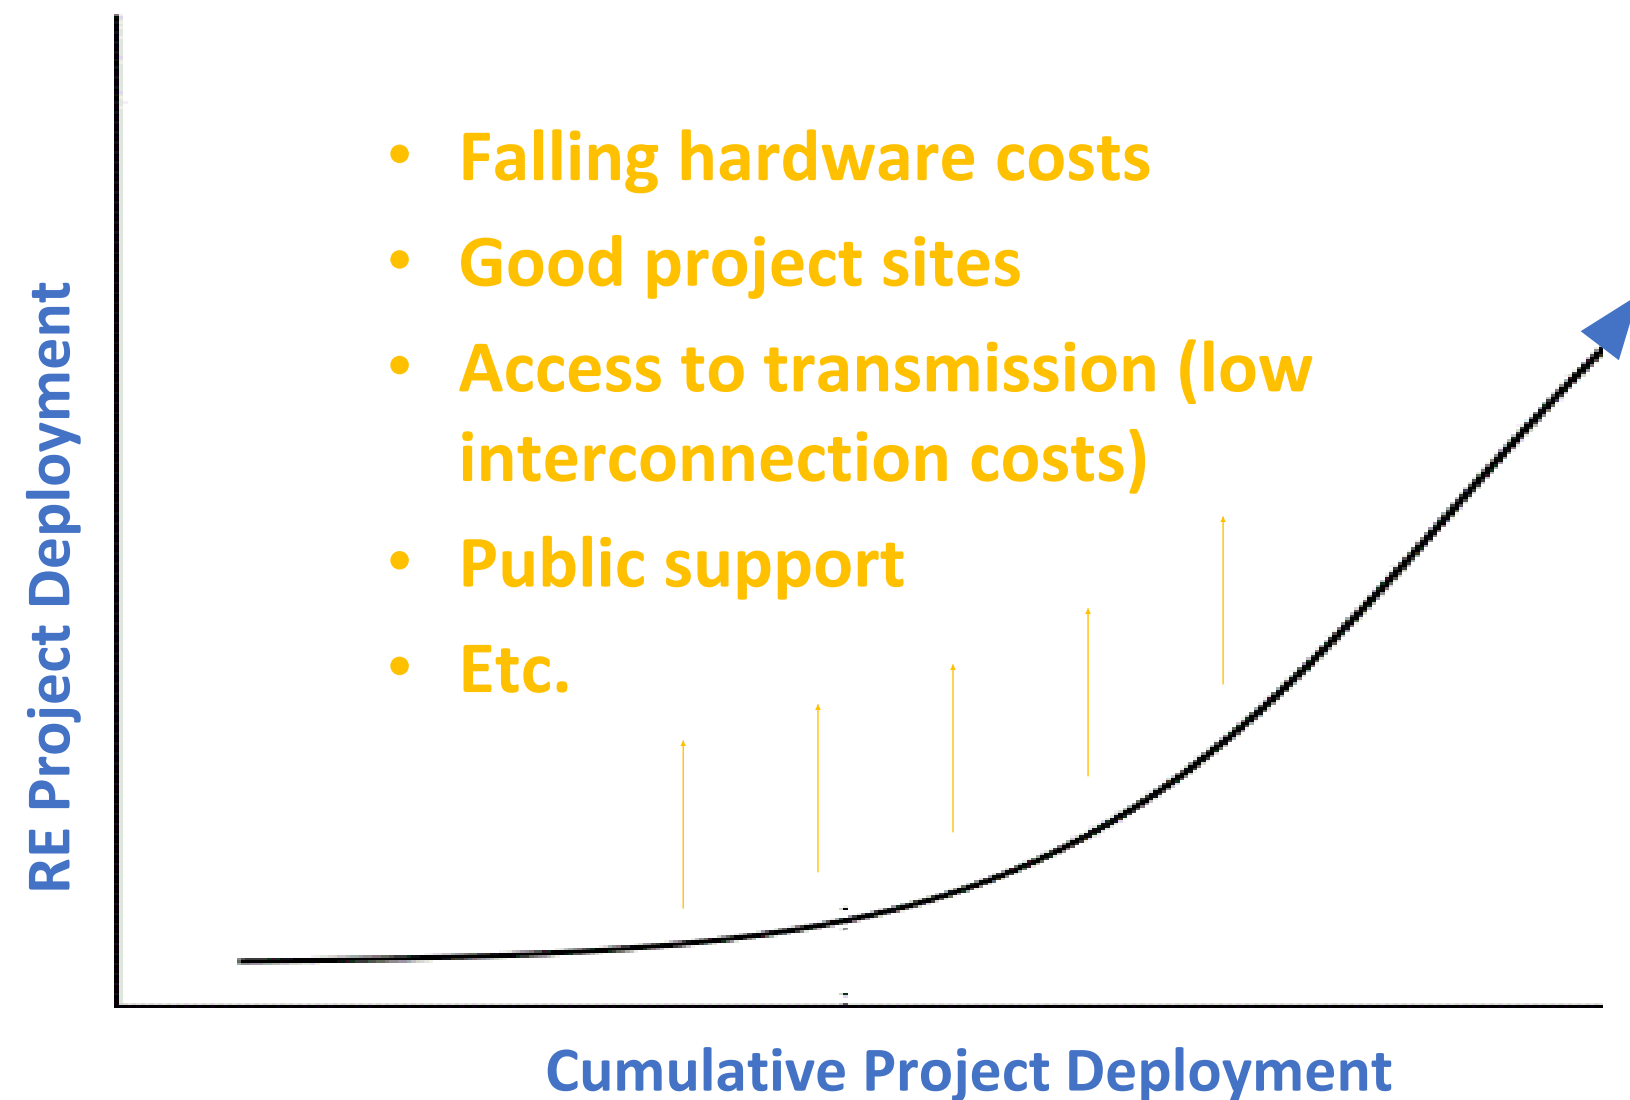 • Falling hardware costs
• Good project sites
• Access to transmission (low
interconnection costs)
• Public support
• Etc.
RE Project Deployment
Cumulative Project Deployment